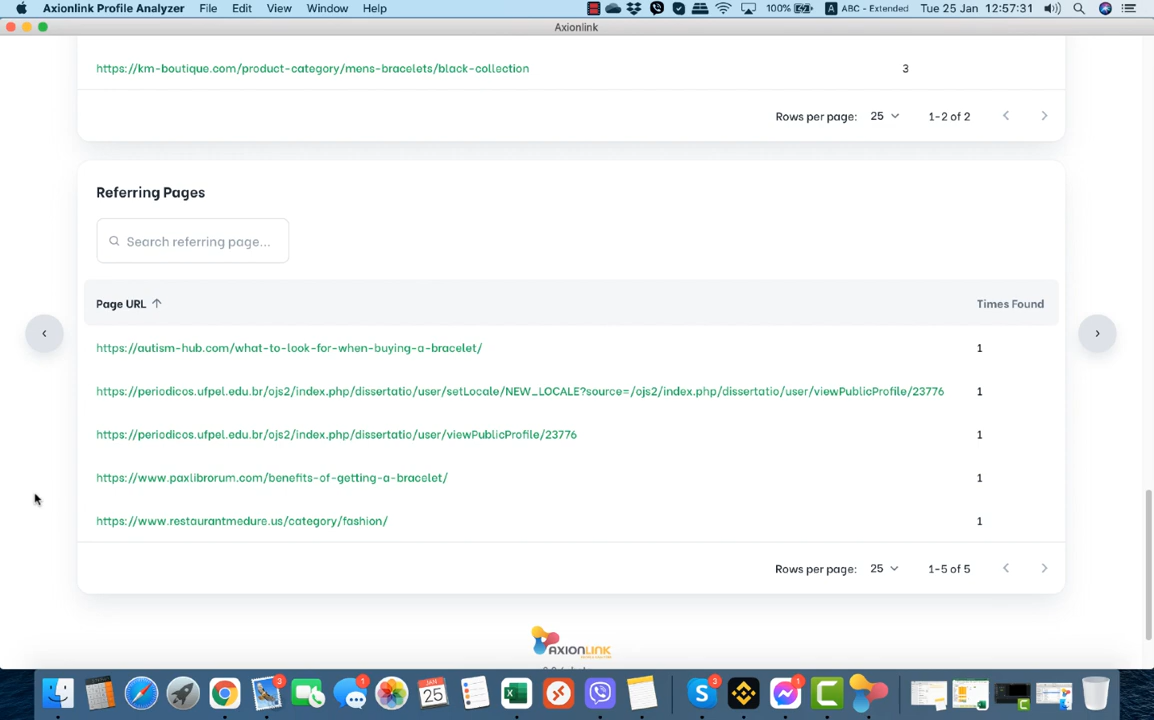 Axionlink Profile Analyzer File Edit View Window Help 100% A ABC - Extended Tue 25 Jan 12:57:31
Axionlink
https://km-boutique.com/product-category/mens-bracelets/black-collection 3
Rows per page: 25 1-2 of 2
Referring Pages
Search referring page...
Page URL ↑ Times Found
https://autism-hub.com/what-to-look-for-when-buying-a-bracelet/ 1
https://periodicos.ufpel.edu.br/ojs2/index.php/dissertatio/user/setLocale/NEW_LOCALE?source=/ojs2/index.php/dissertatio/user/viewPublicProfile/23776 1
https://periodicos.ufpel.edu.br/ojs2/index.php/dissertatio/user/viewPublicProfile/23776 1
https://www.paxlibrorum.com/benefits-of-getting-a-bracelet/ 1
https://www.restaurantmedure.us/category/fashion/ 1
Rows per page: 25 1-5 of 5
AXIONLINK
3 1 JAN 25 S 3 1 C